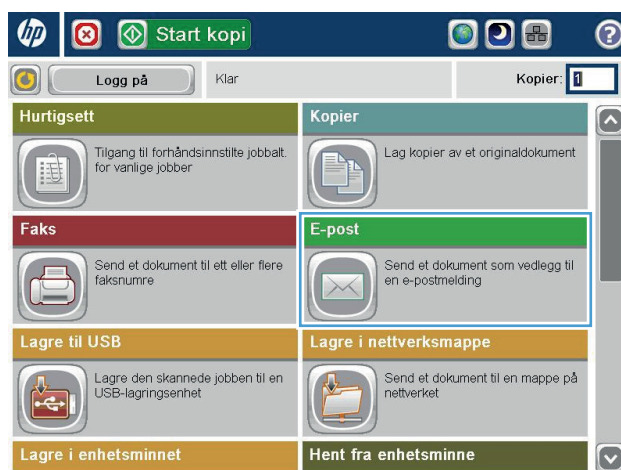 hp
Start kopi
?
Logg på
Klar
Kopier: 1
Hurtigsett
Tilgang til forhåndsinnstilte jobbalt.
for vanlige jobber
Kopier
Lag kopier av et originaldokument
Faks
Send et dokument til ett eller flere
faksnumre
E-post
Send et dokument som vedlegg til
en e-postmelding
Lagre til USB
Lagre den skannede jobben til en
USB-lagringsenhet
Lagre i nettverksmappe
Send et dokument til en mappe på
nettverket
Lagre i enhetsminnet
Hent fra enhetsminne